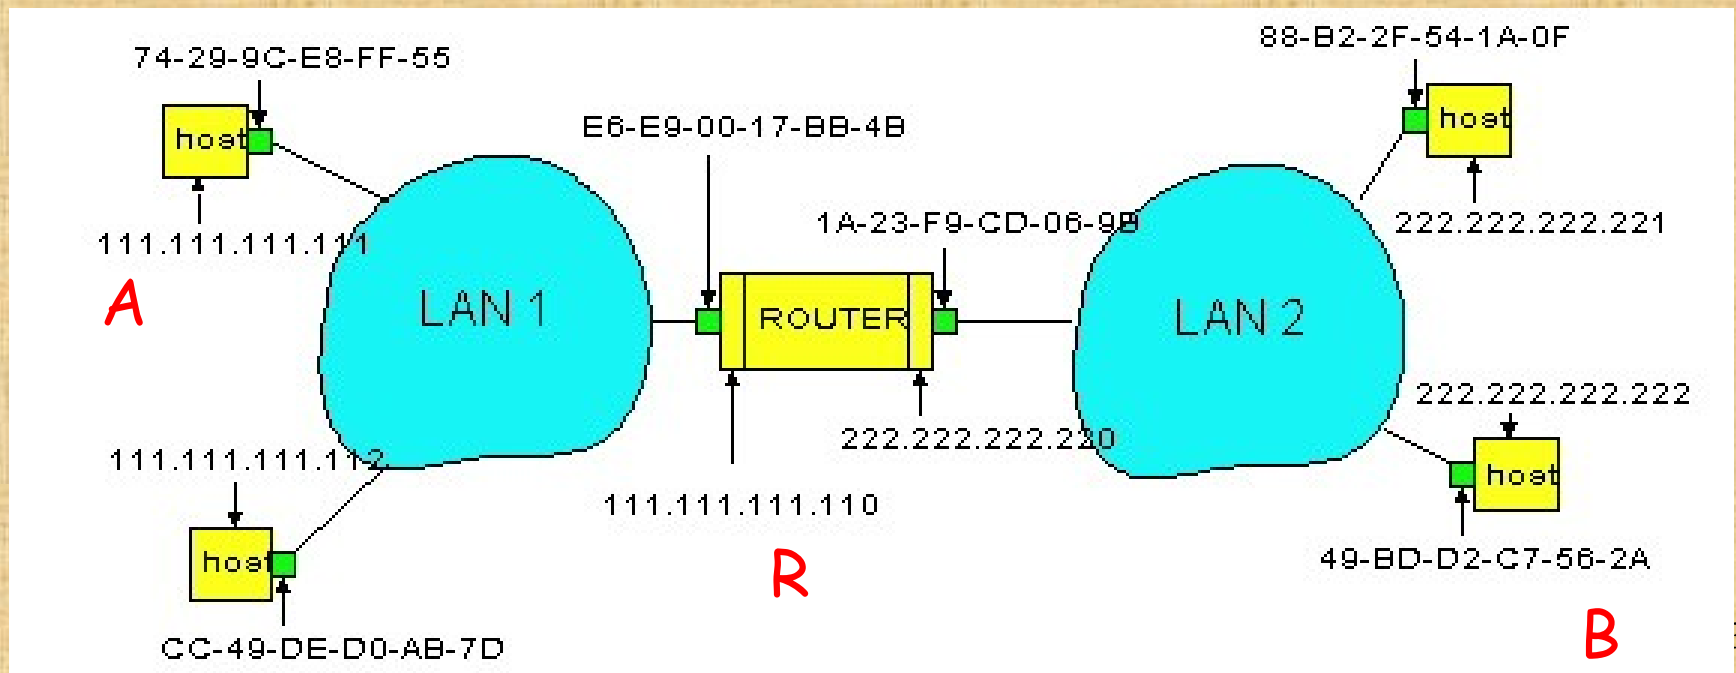 88-B2-2F-54-1A-0F
74-29-9C-E8-FF-55
host
host
E6-E9-00-17-BB-4B
1A-23-F9-CD-06-9B
222.222.222.221
111.111.111.111
A
LAN 1
ROUTER
LAN 2
222.222.222.222
222.222.222.220
111.111.111.112
host
111.111.111.110
host
49-BD-D2-C7-56-2A
R
CC-49-DE-D0-AB-7D
B